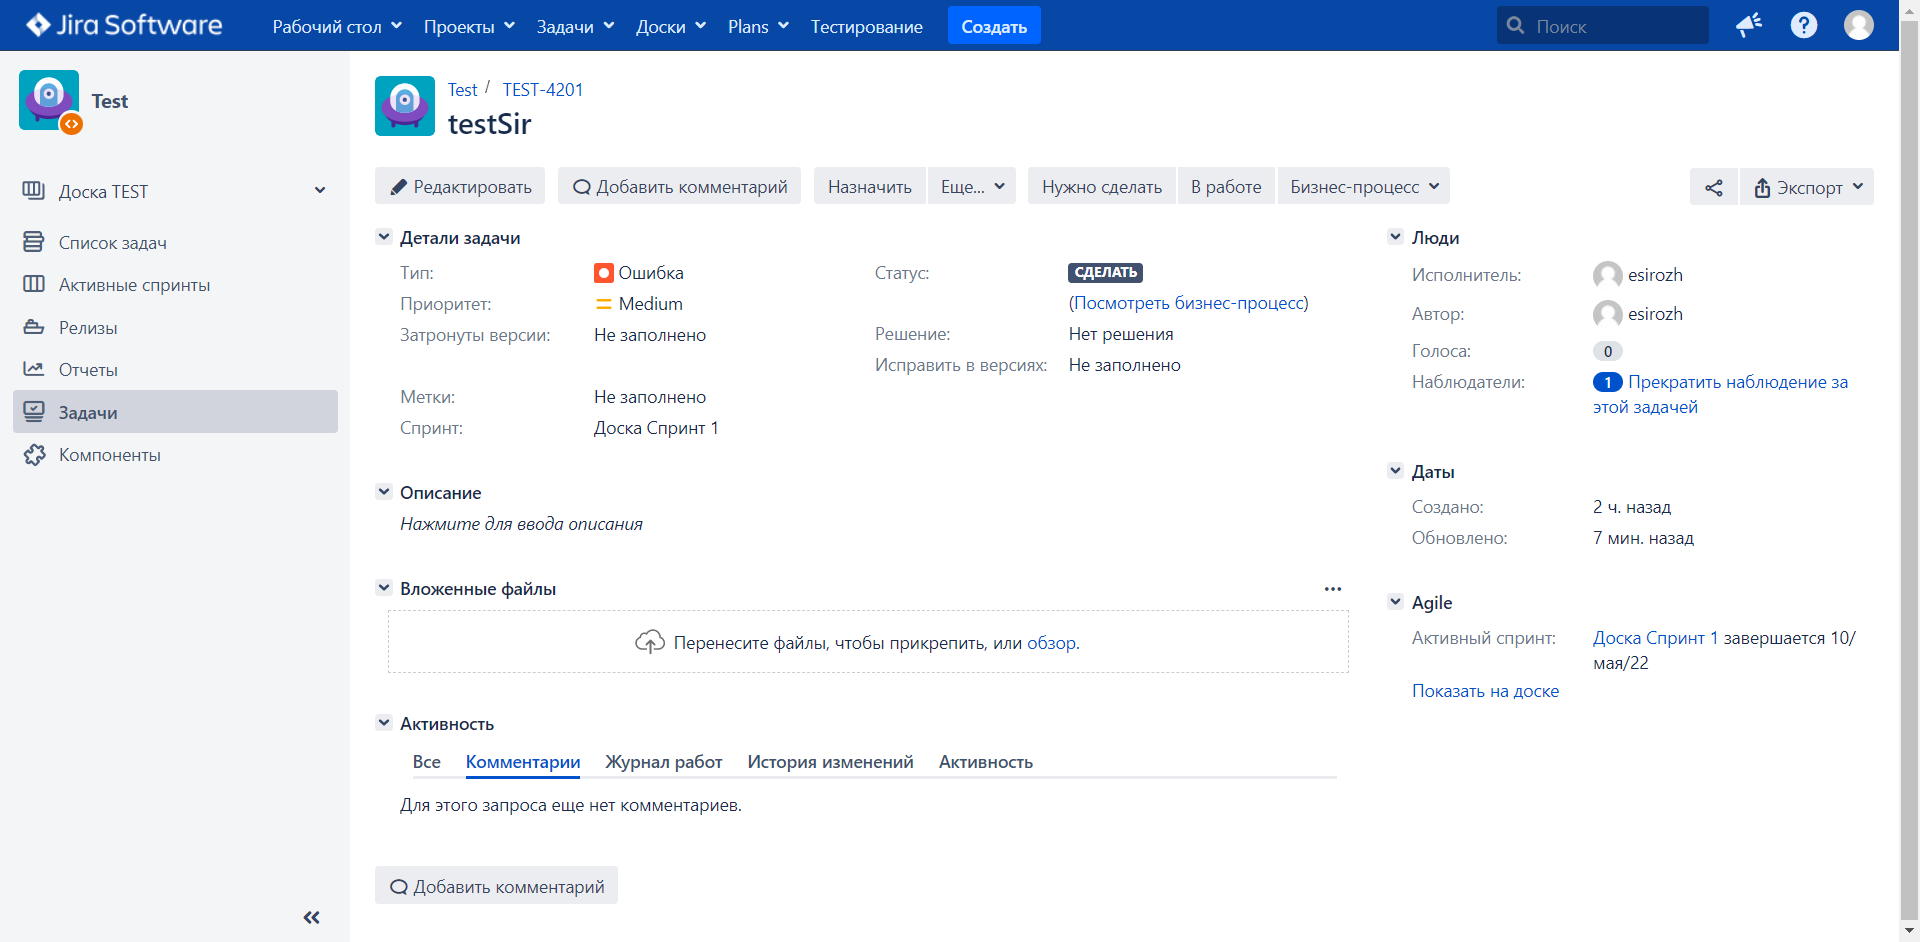 Jira Software
Рабочий стол Проекты Задачи Доски Plans Тестирование Создать Поиск
Test
Доска TEST
Список задач
Активные спринты
Релизы
Отчеты
Задачи
Компоненты
Test / TEST-4201
testSir
Редактировать Добавить комментарий Назначить Еще... Нужно сделать В работе Бизнес-процесс Экспорт
Детали задачи
Тип: Ошибка
Приоритет: Medium
Затронуты версии: Не заполнено
Метки: Не заполнено
Спринт: Доска Спринт 1
Статус: СДЕЛАТЬ
(Посмотреть бизнес-процесс)
Решение: Нет решения
Исправить в версиях: Не заполнено
Описание
Нажмите для ввода описания
Вложенные файлы
Перенесите файлы, чтобы прикрепить, или обзор.
Активность
Все Комментарии Журнал работ История изменений Активность
Для этого запроса еще нет комментариев.
Добавить комментарий
Люди
Исполнитель: esirozh
Автор: esirozh
Голоса: 0
Наблюдатели: 1 Прекратить наблюдение за
этой задачей
Даты
Создано: 2 ч. назад
Обновлено: 7 мин. назад
Agile
Активный спринт: Доска Спринт 1 завершается 10/
мая/22
Показать на доске